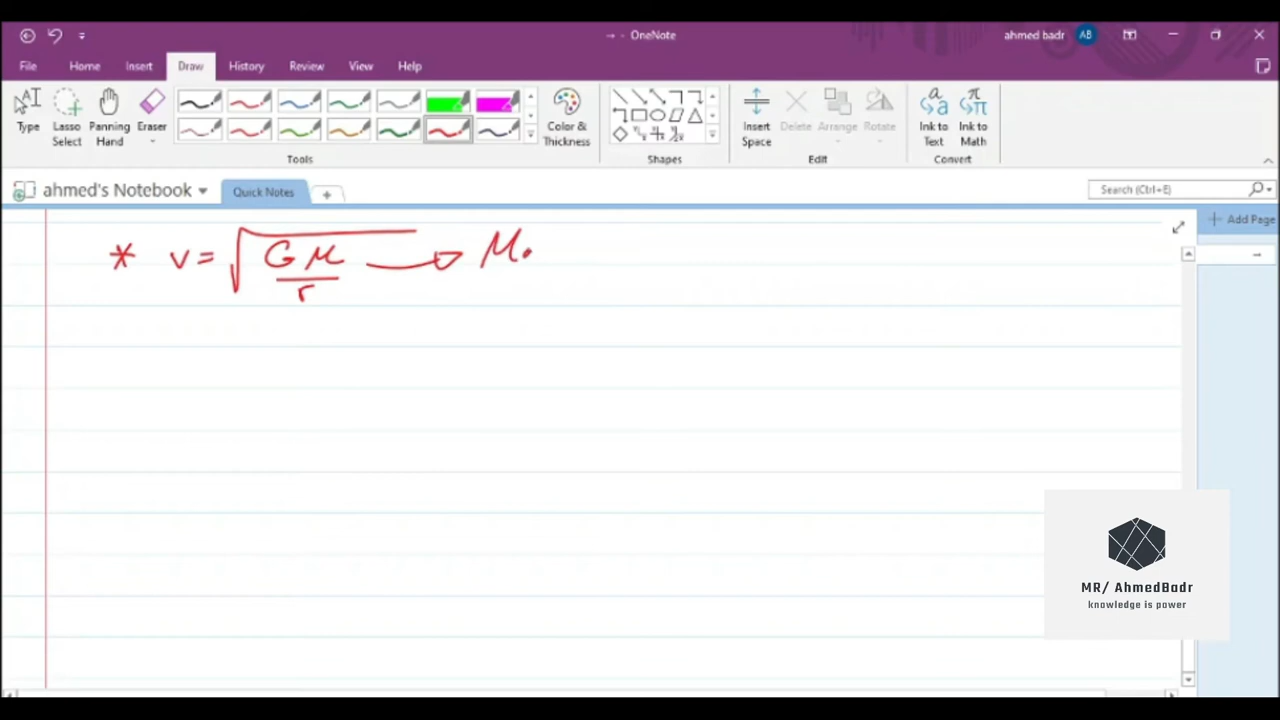 → - OneNote
ahmed badr AB
File Home Insert Draw History Review View Help
Type
Lasso Select
Panning Hand
Eraser
Color & Thickness
Insert Space
Delete
Arrange
Rotate
Ink to Text
Ink to Math
Tools
Shapes
Edit
Convert
ahmed's Notebook
Quick Notes
+
Search (Ctrl+E)
+ Add Page
→
* v = √(GM/r) → M.
MR/ AhmedBadr
knowledge is power